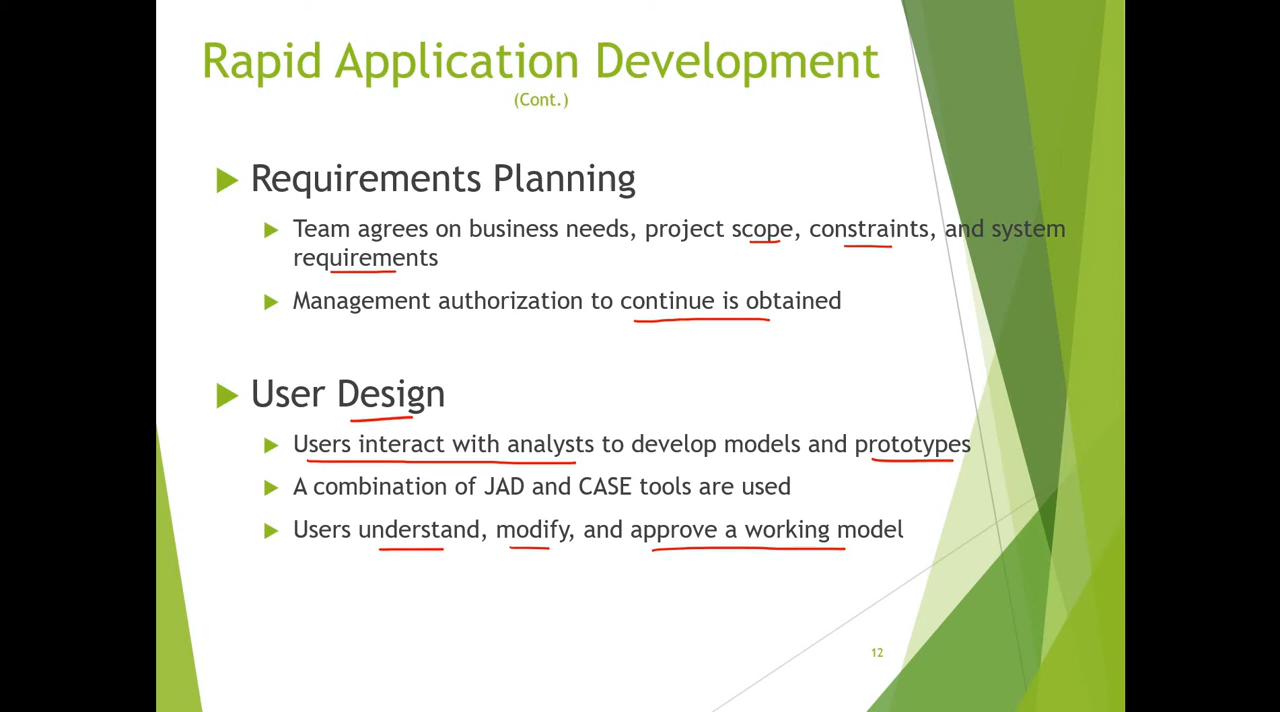 Rapid Application Development
(Cont.)
Requirements Planning
Team agrees on business needs, project scope, constraints, and system
requirements
Management authorization to continue is obtained
User Design
Users interact with analysts to develop models and prototypes
A combination of JAD and CASE tools are used
Users understand, modify, and approve a working model
12